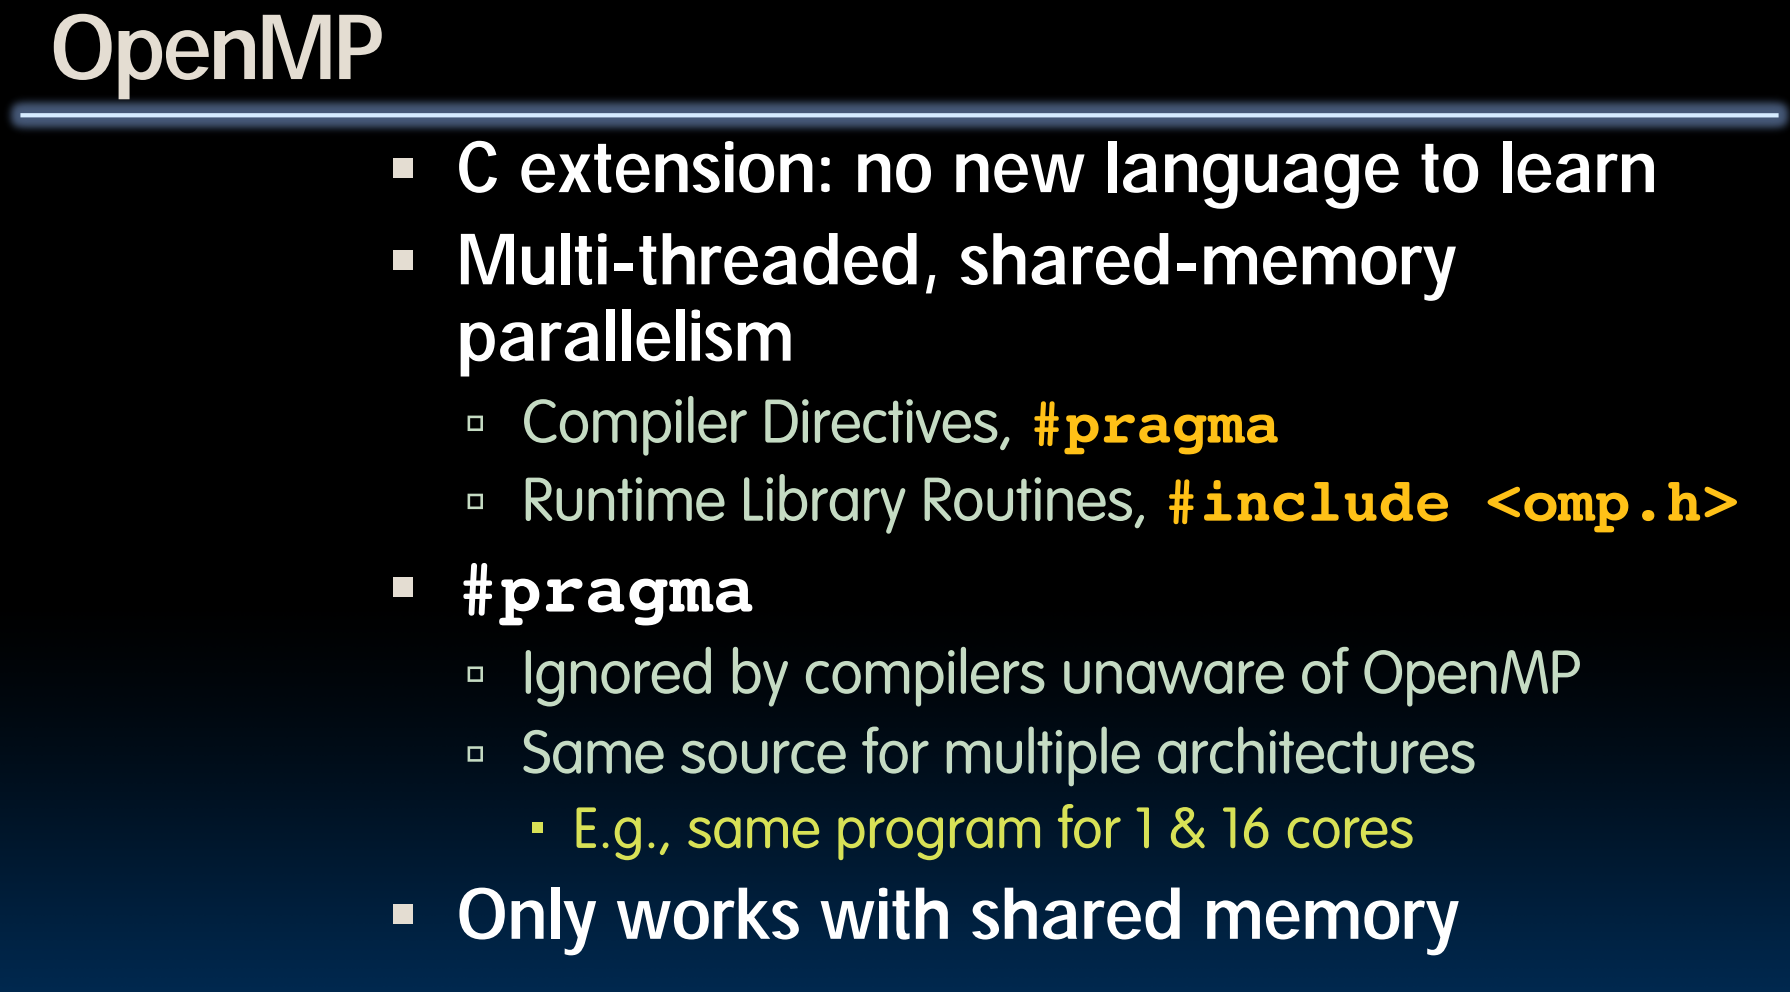 OpenMP
C extension: no new language to learn
Multi-threaded, shared-memory
parallelism
Compiler Directives, #pragma
Runtime Library Routines, #include <omp.h>
#pragma
Ignored by compilers unaware of OpenMP
Same source for multiple architectures
E.g., same program for 1 & 16 cores
Only works with shared memory